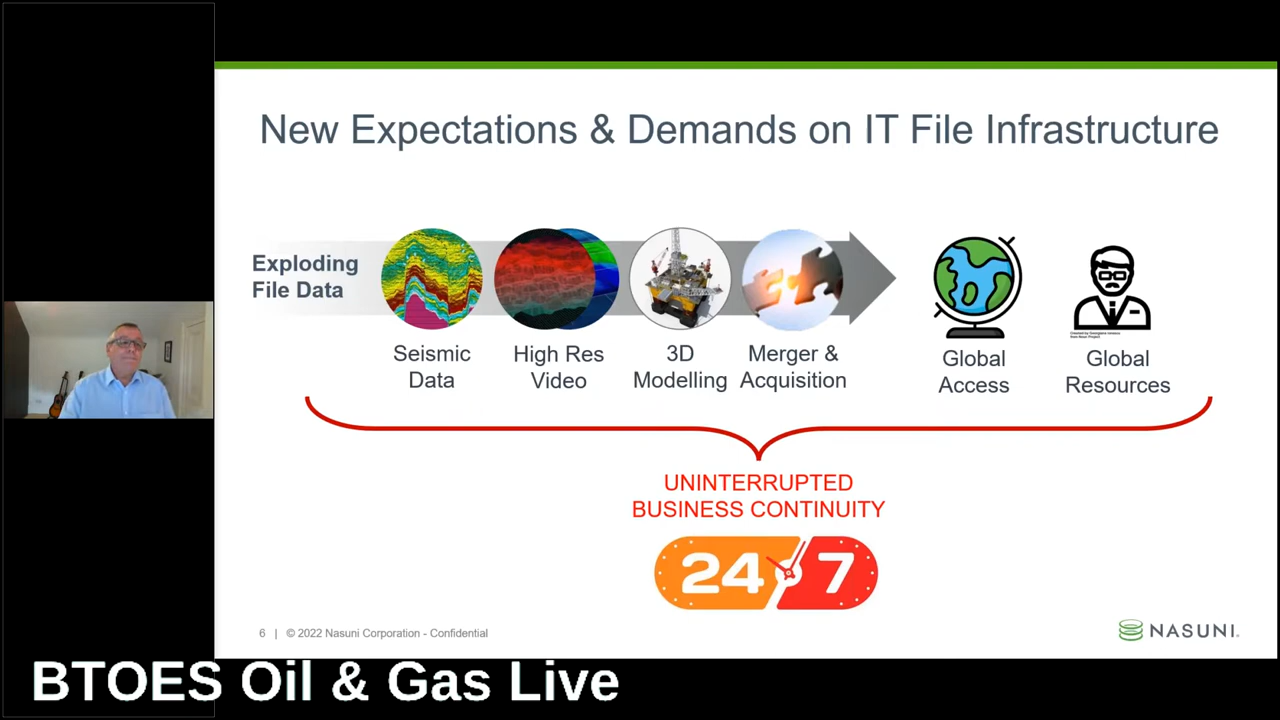 New Expectations & Demands on IT File Infrastructure
Exploding
File Data
Seismic
Data
High Res
Video
3D
Modelling
Merger &
Acquisition
Global
Access
Global
Resources
UNINTERRUPTED
BUSINESS CONTINUITY
24 7
6 | © 2022 Nasuni Corporation - Confidential
NASUNI
BTOES Oil & Gas Live